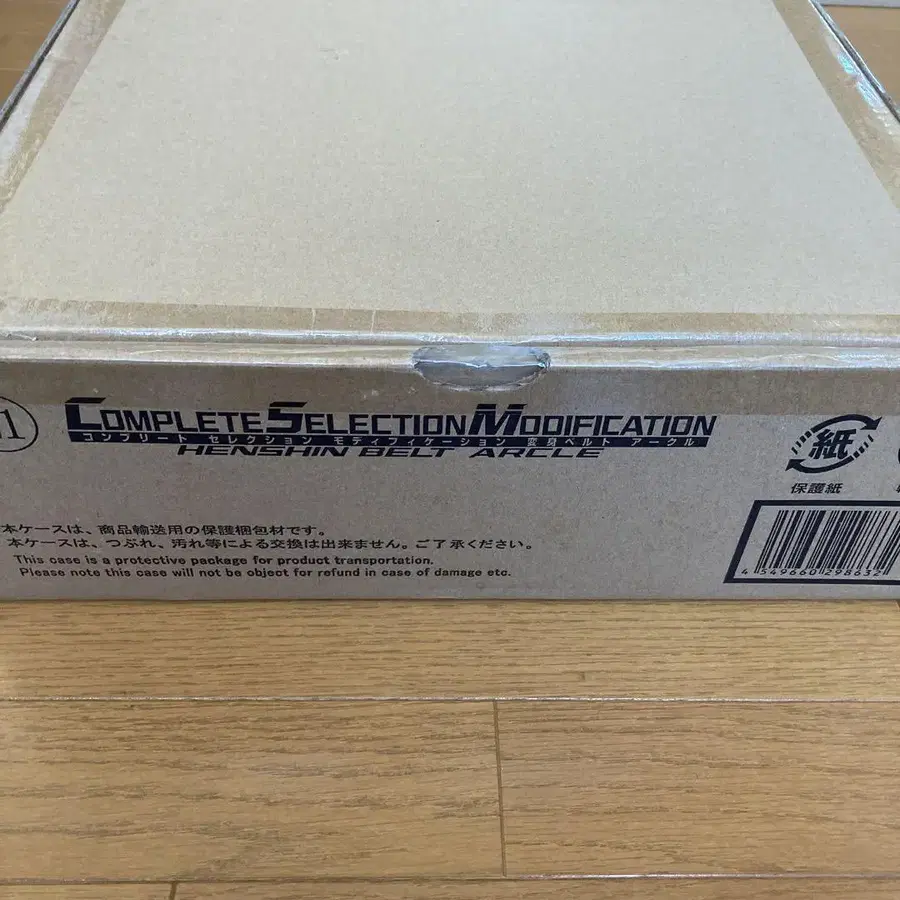 COMPLETE SELECTION MODIFICATION
コンプリート セレクション モディフィケーション 変身ベルト アークル
HENSHIN BELT ARCLE
紙
保護紙
本ケースは、商品輸送用の保護梱包材です。
本ケースは、つぶれ、汚れ等による交換は出来ません。ご了承ください。
This case is a protective package for product transportation.
Please note this case will not be object for refund in case of damage etc.
4 549660 298632